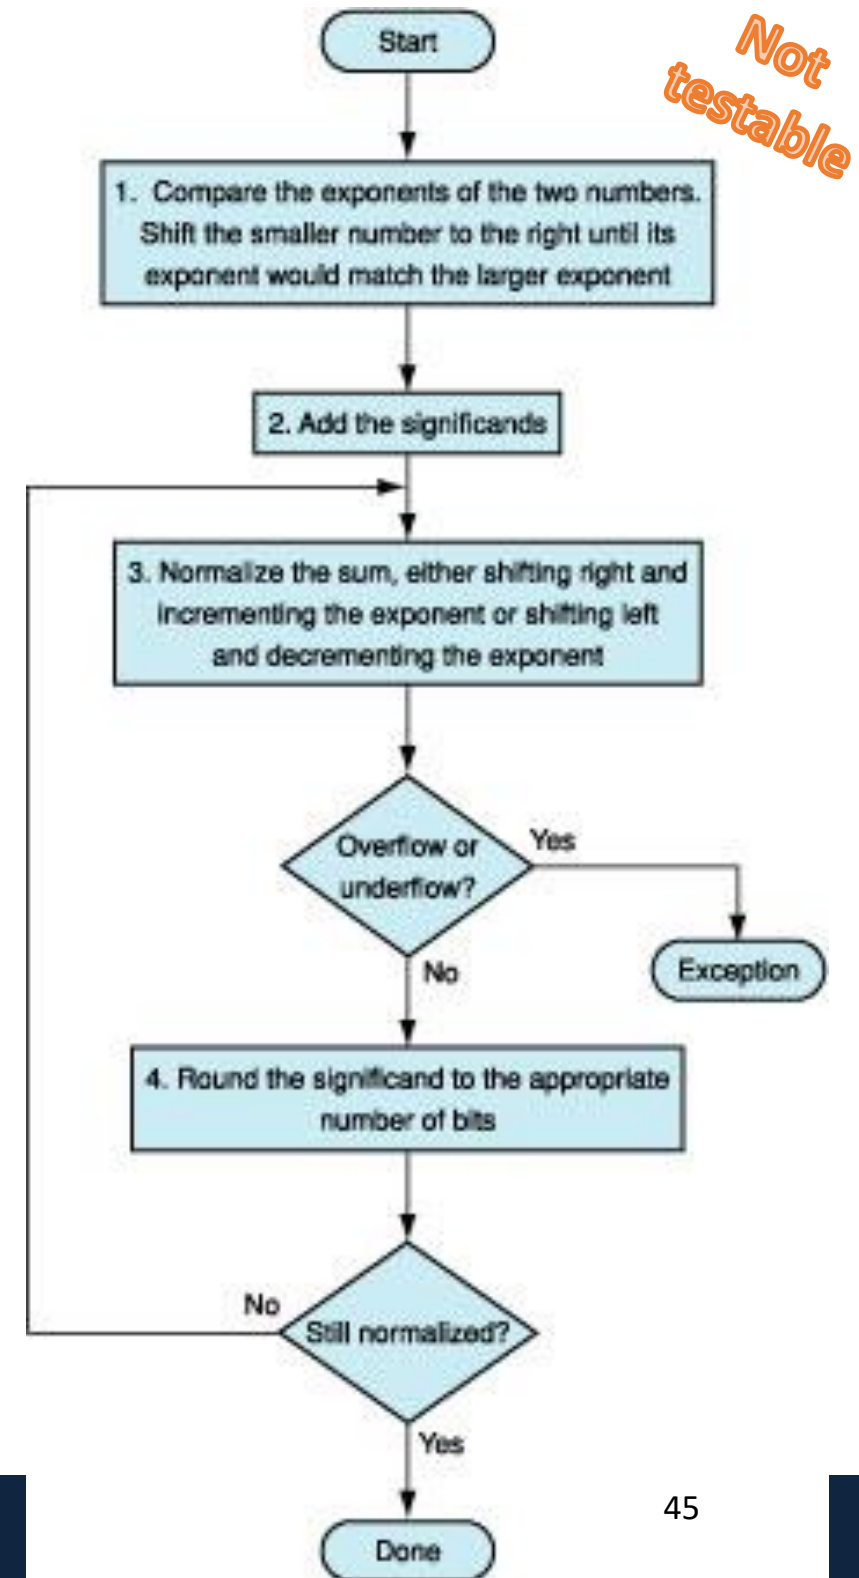 Not
testable
Start
1. Compare the exponents of the two numbers.
Shift the smaller number to the right until its
exponent would match the larger exponent
2. Add the significands
3. Normalize the sum, either shifting right and
incrementing the exponent or shifting left
and decrementing the exponent
Overflow or
underflow?
Yes
No
Exception
4. Round the significand to the appropriate
number of bits
No
Still normalized?
Yes
45
Done